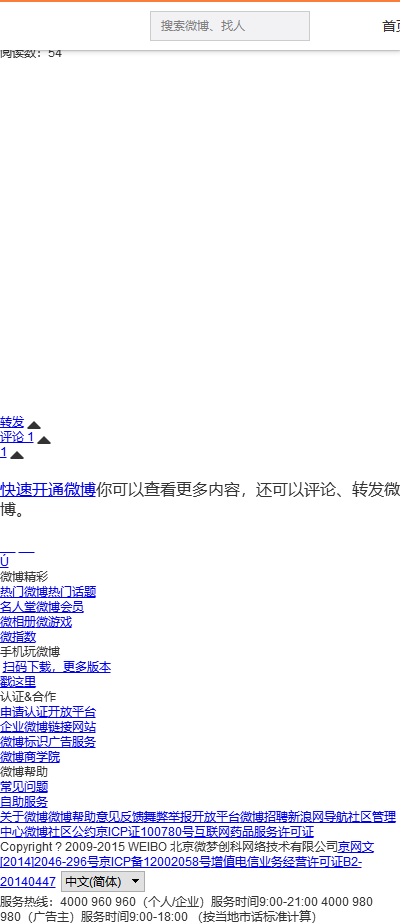 搜索微博、找人
首页
阅读数：54
转发
评论 1
1
快速开通微博你可以查看更多内容，还可以评论、转发微
博。
Ú
微博精彩
热门微博热门话题
名人堂微博会员
微相册微游戏
微指数
手机玩微博
扫码下载，更多版本
戳这里
认证&合作
申请认证开放平台
企业微博链接网站
微博标识广告服务
微博商学院
微博帮助
常见问题
自助服务
关于微博微博帮助意见反馈舞弊举报开放平台微博招聘新浪网导航社区管理
中心微博社区公约京ICP证100780号互联网药品服务许可证
Copyright ? 2009-2015 WEIBO 北京微梦创科网络技术有限公司京网文
[2014]2046-296号京ICP备12002058号增值电信业务经营许可证B2-
20140447 中文(简体)
服务热线：4000 960 960（个人/企业）服务时间9:00-21:00 4000 980
980（广告主）服务时间9:00-18:00 （按当地市话标准计算）